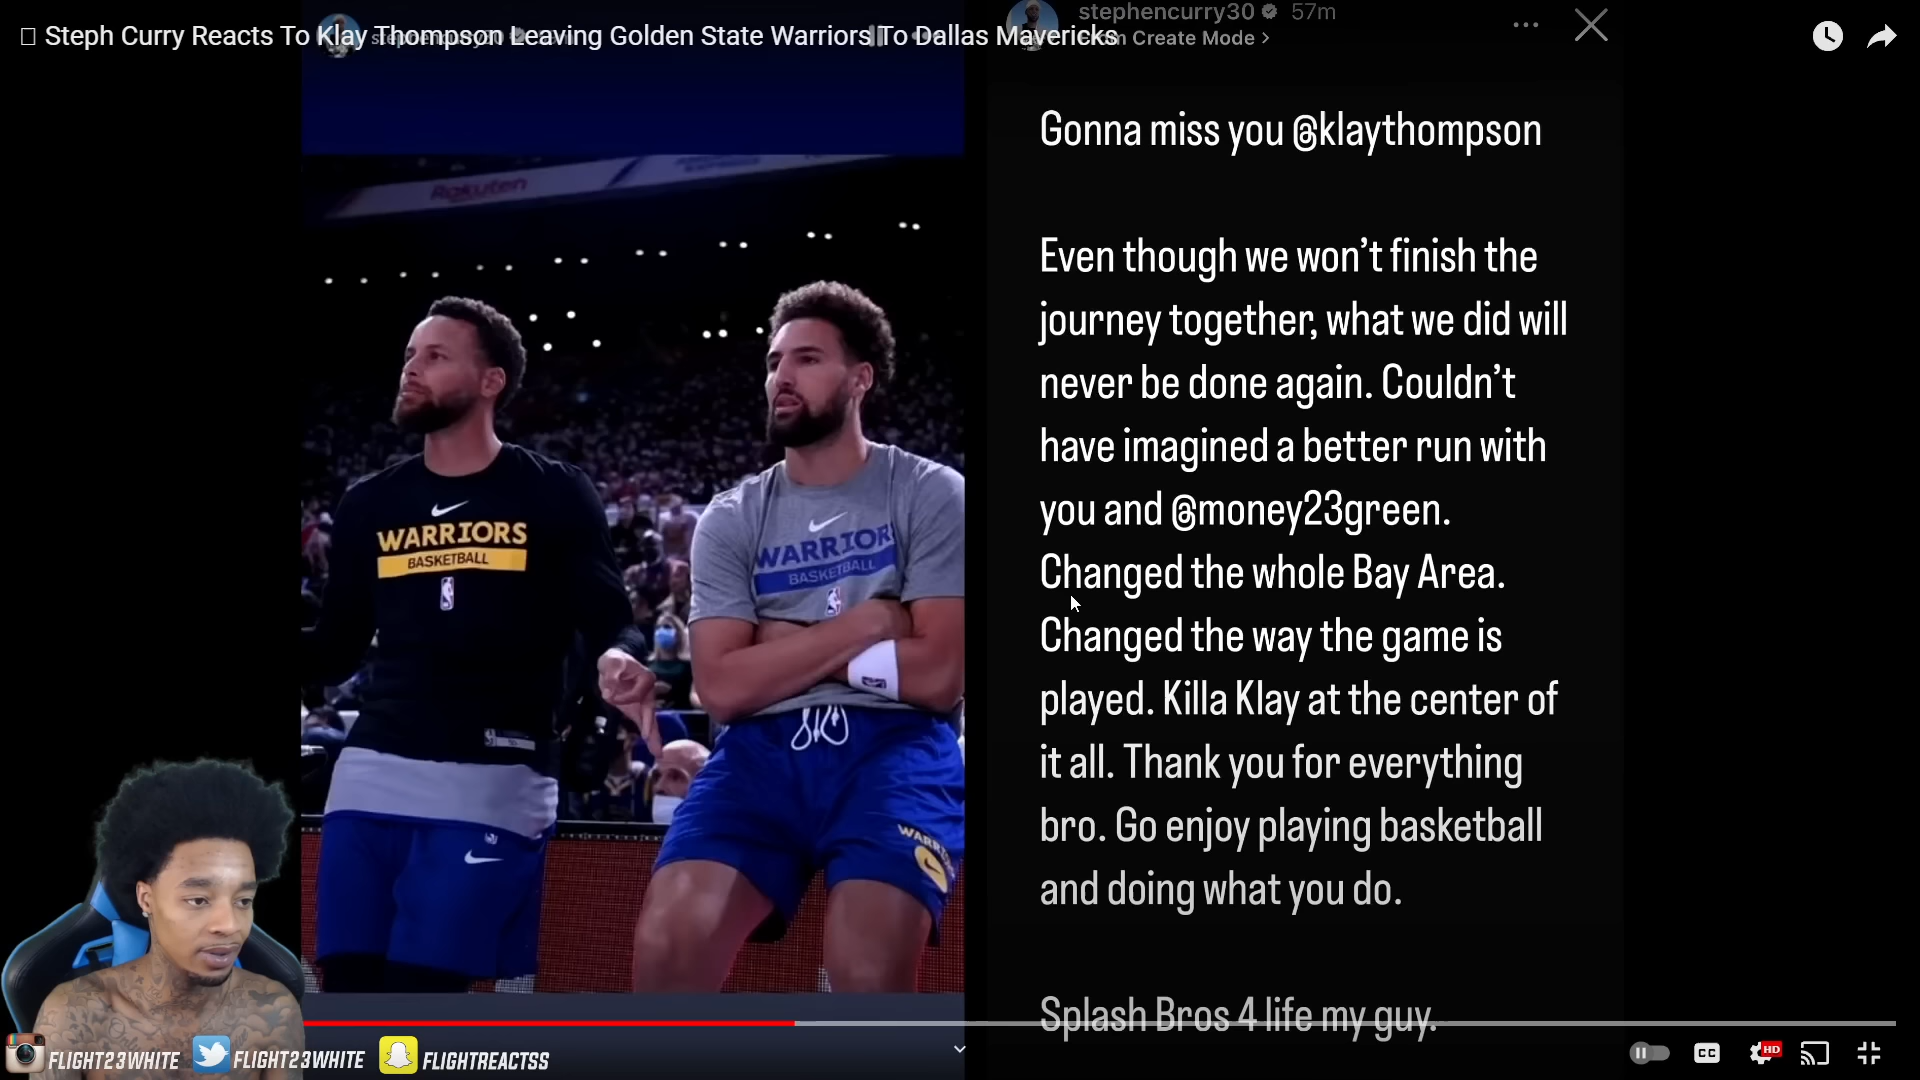 Steph Curry Reacts To Klay Thompson Leaving Golden State Warriors To Dallas Mavericks
stephencurry30 57m
Create Mode >
Gonna miss you @klaythompson
Even though we won't finish the
journey together, what we did will
never be done again. Couldn't
have imagined a better run with
you and @money23green.
Changed the whole Bay Area.
Changed the way the game is
played. Killa Klay at the center of
it all. Thank you for everything
bro. Go enjoy playing basketball
and doing what you do.
Splash Bros 4 life my guy.
Rakuten
WARRIORS
BASKETBALL
WARRIOR
BASKETBALL
WARRI
FLIGHT23WHITE FLIGHT23WHITE FLIGHTREACTSS
CC HD